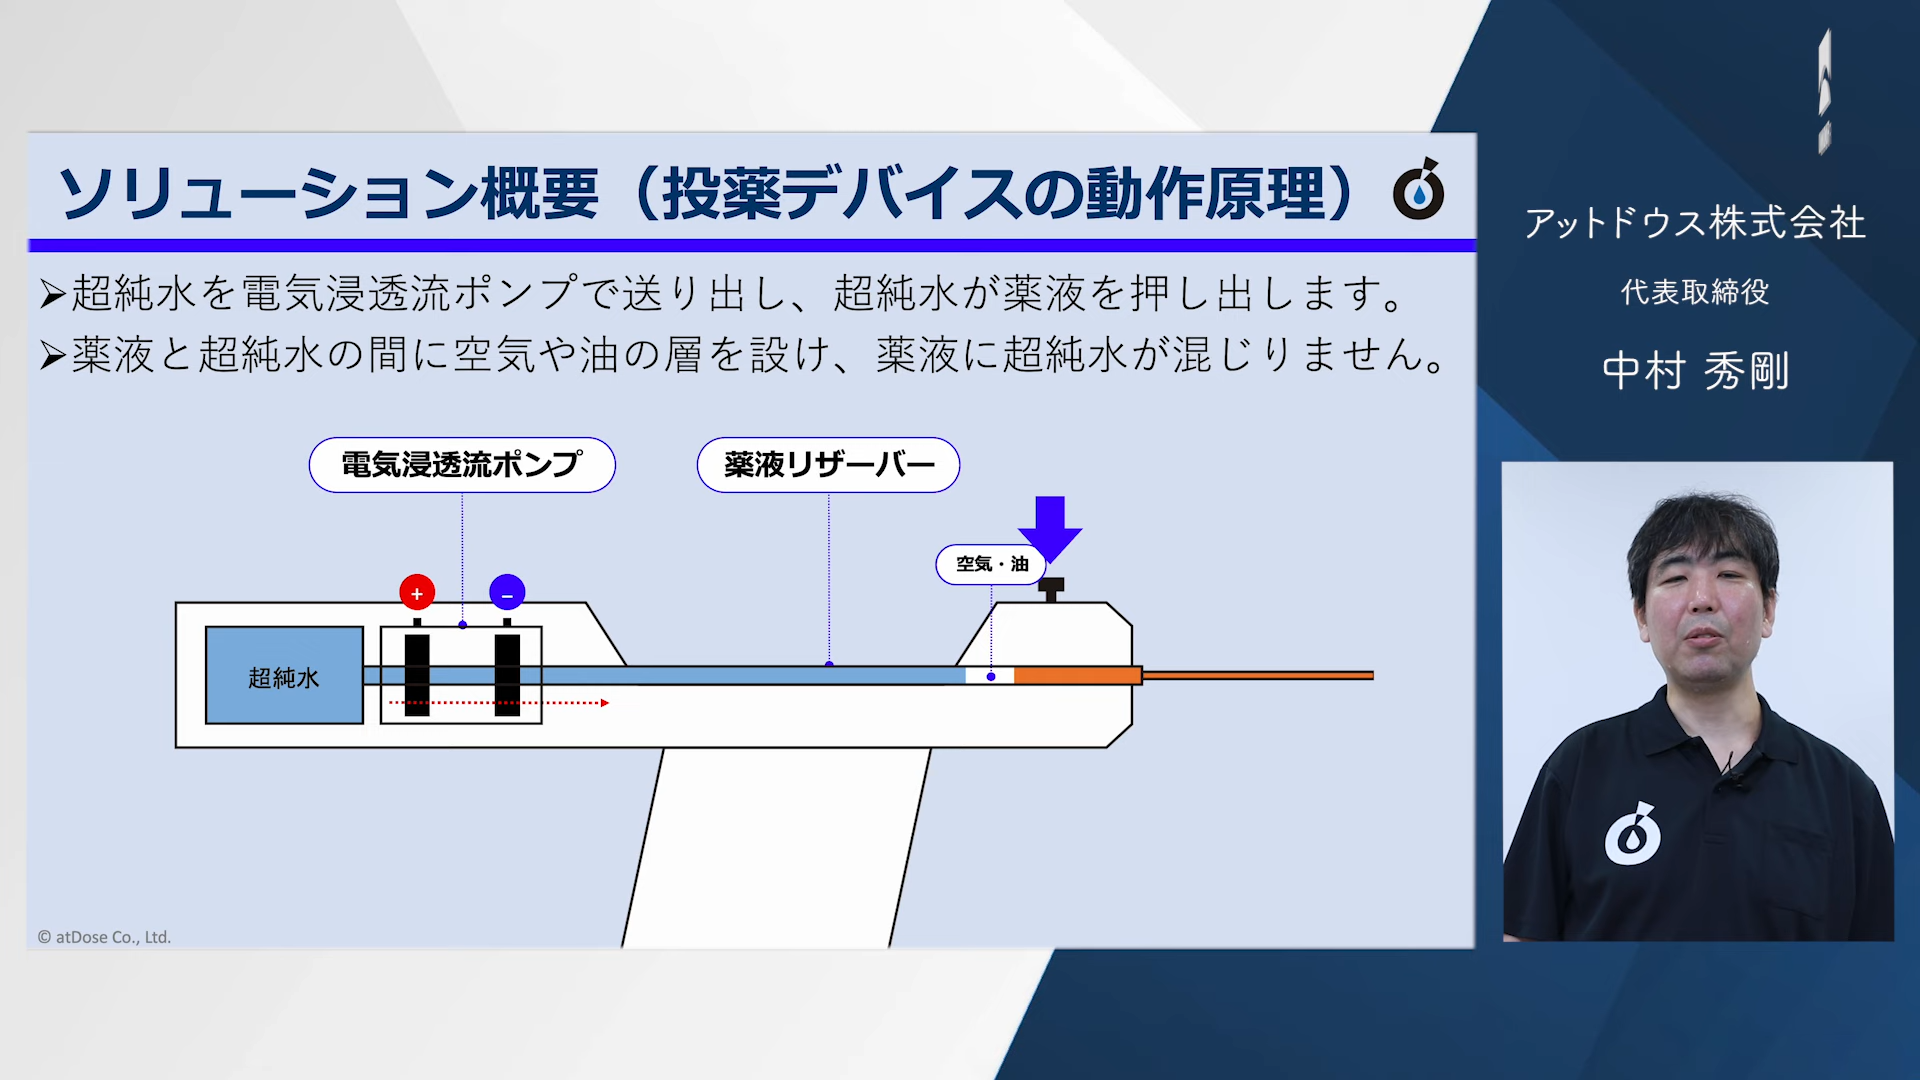 ソリューション概要（投薬デバイスの動作原理）
➢超純水を電気浸透流ポンプで送り出し、超純水が薬液を押し出します。
➢薬液と超純水の間に空気や油の層を設け、薬液に超純水が混じりません。
電気浸透流ポンプ
薬液リザーバー
空気・油
+
–
超純水
© atDose Co., Ltd.
アットドウス株式会社
代表取締役
中村 秀剛